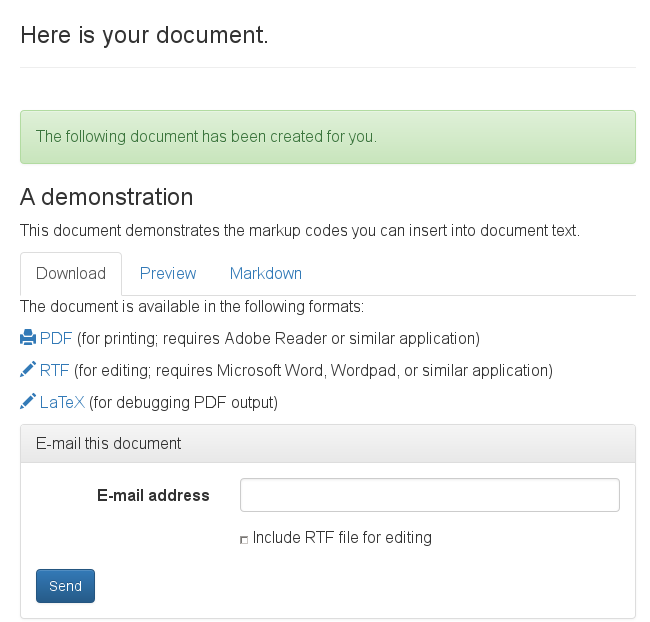 Here is your document.
The following document has been created for you.
A demonstration
This document demonstrates the markup codes you can insert into document text.
Download Preview Markdown
The document is available in the following formats:
PDF (for printing; requires Adobe Reader or similar application)
RTF (for editing; requires Microsoft Word, Wordpad, or similar application)
LaTeX (for debugging PDF output)
E-mail this document
E-mail address
Include RTF file for editing
Send